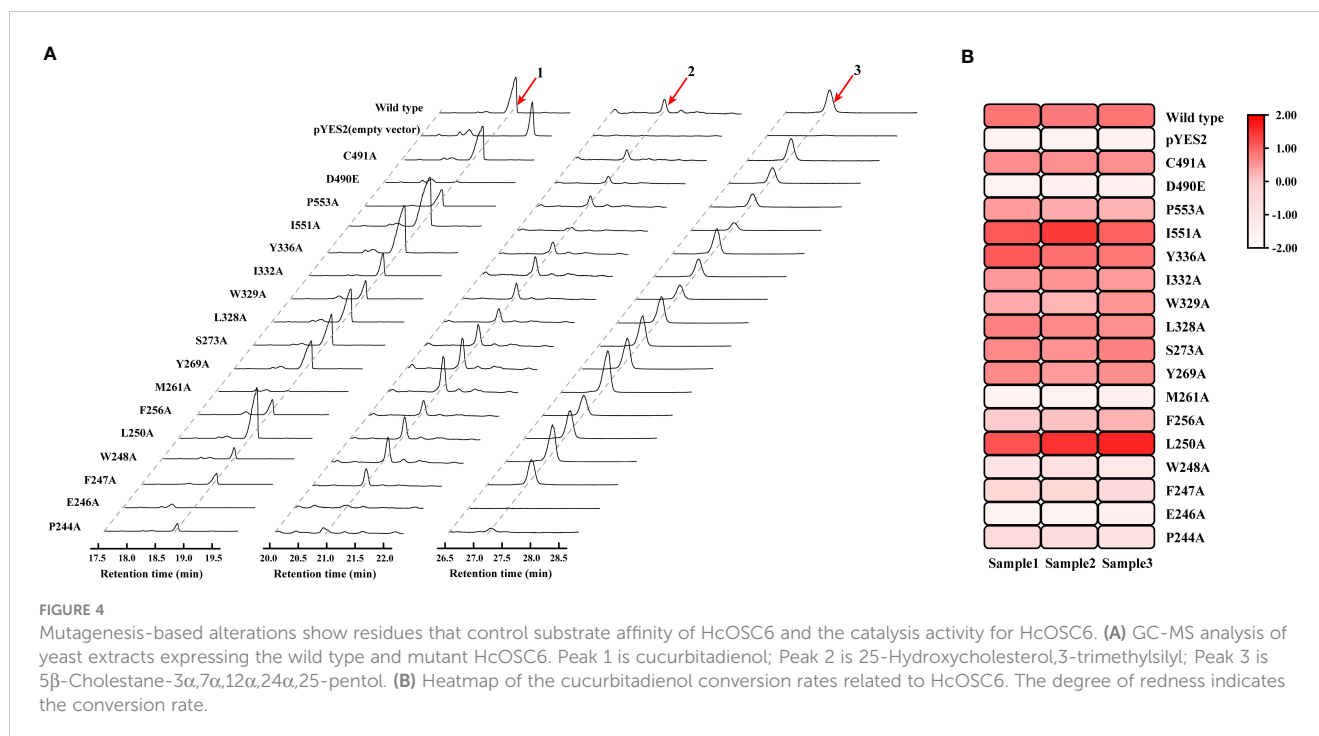 A
1
2
3
Wild type
pYES2(empty vector)
C491A
D490E
P553A
I551A
Y336A
I332A
W329A
L328A
S273A
Y269A
M261A
F256A
L250A
W248A
F247A
E246A
P244A
17.5 18.0 18.5 19.0 19.5
Retention time (min)
20.0 20.5 21.0 21.5 22.0
Retention time (min)
26.5 27.0 27.5 28.0 28.5
Retention time (min)
B
Wild type
pYES2
C491A
D490E
P553A
I551A
Y336A
I332A
W329A
L328A
S273A
Y269A
M261A
F256A
L250A
W248A
F247A
E246A
P244A
Sample1 Sample2 Sample3
2.00
1.00
0.00
-1.00
-2.00
FIGURE 4
Mutagenesis-based alterations show residues that control substrate affinity of HcOSC6 and the catalysis activity for HcOSC6. (A) GC-MS analysis of
yeast extracts expressing the wild type and mutant HcOSC6. Peak 1 is cucurbitadienol; Peak 2 is 25-Hydroxycholesterol,3-trimethylsilyl; Peak 3 is
5β-Cholestane-3α,7α,12α,24α,25-pentol. (B) Heatmap of the cucurbitadienol conversion rates related to HcOSC6. The degree of redness indicates
the conversion rate.